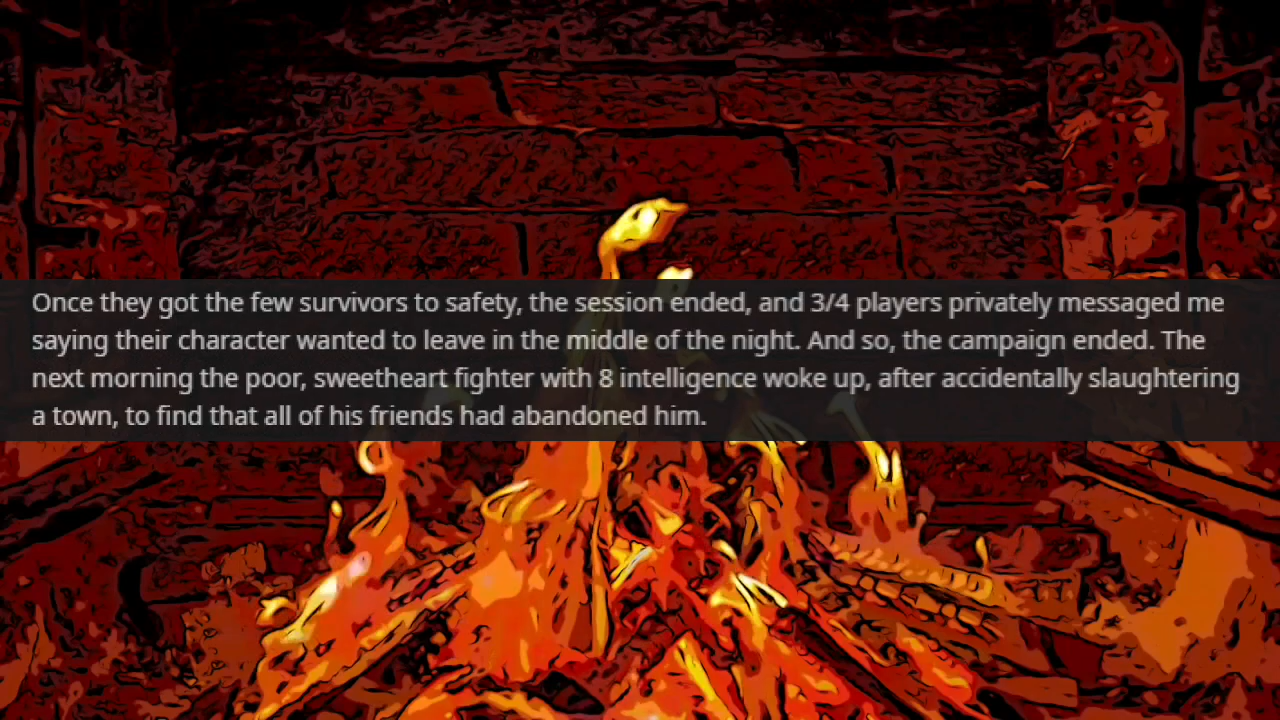 Once they got the few survivors to safety, the session ended, and 3/4 players privately messaged me
saying their character wanted to leave in the middle of the night. And so, the campaign ended. The
next morning the poor, sweetheart fighter with 8 intelligence woke up, after accidentally slaughtering
a town, to find that all of his friends had abandoned him.